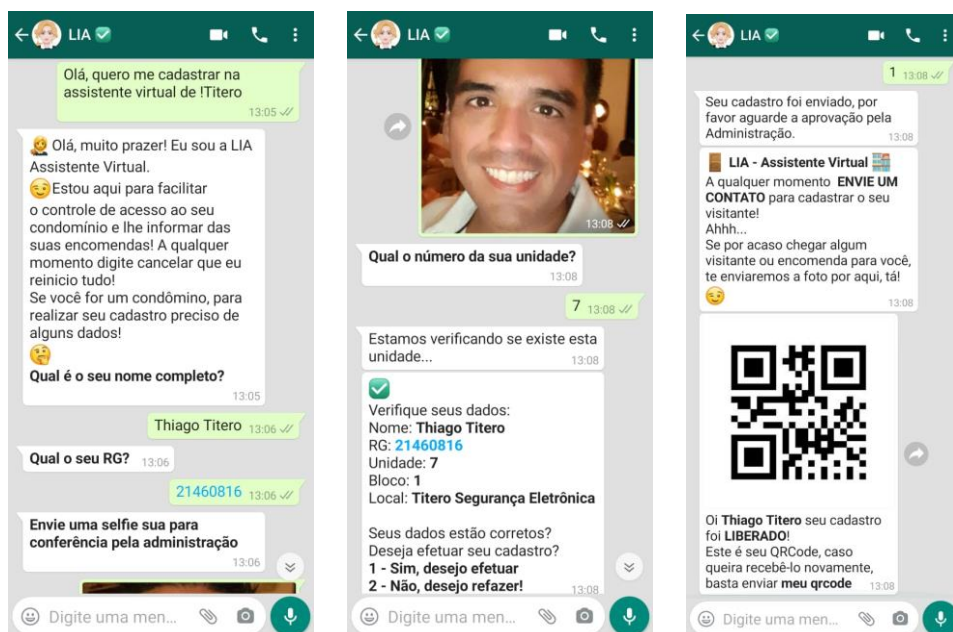 LIA
Olá, quero me cadastrar na
assistente virtual de !Titero
13:05
Olá, muito prazer! Eu sou a LIA
Assistente Virtual.
Estou aqui para facilitar
o controle de acesso ao seu
condomínio e lhe informar das
suas encomendas! A qualquer
momento digite cancelar que eu
reinicio tudo!
Se você for um condômino, para
realizar seu cadastro preciso de
alguns dados!
Qual é o seu nome completo?
13:05
Thiago Titero 13:06
Qual o seu RG? 13:06
21460816 13:06
Envie uma selfie sua para
conferência pela administração
13:06
Digite uma men...
LIA
13:08
Qual o número da sua unidade?
13:08
7 13:08
Estamos verificando se existe esta
unidade... 13:08
Verifique seus dados:
Nome: Thiago Titero
RG: 21460816
Unidade: 7
Bloco: 1
Local: Titero Segurança Eletrônica
Seus dados estão corretos?
Deseja efetuar seu cadastro?
1 - Sim, desejo efetuar
2 - Não, desejo refazer! 13:08
Digite uma men...
LIA
1 13:08
Seu cadastro foi enviado, por
favor aguarde a aprovação pela
Administração. 13:08
LIA - Assistente Virtual
A qualquer momento ENVIE UM
CONTATO para cadastrar o seu
visitante!
Ahhh...
Se por acaso chegar algum
visitante ou encomenda para você,
te enviaremos a foto por aqui, tá!
13:08
Oi Thiago Titero seu cadastro
foi LIBERADO!
Este é seu QRCode, caso
queira recebê-lo novamente,
basta enviar meu qrcode 13:08
Digite uma men...